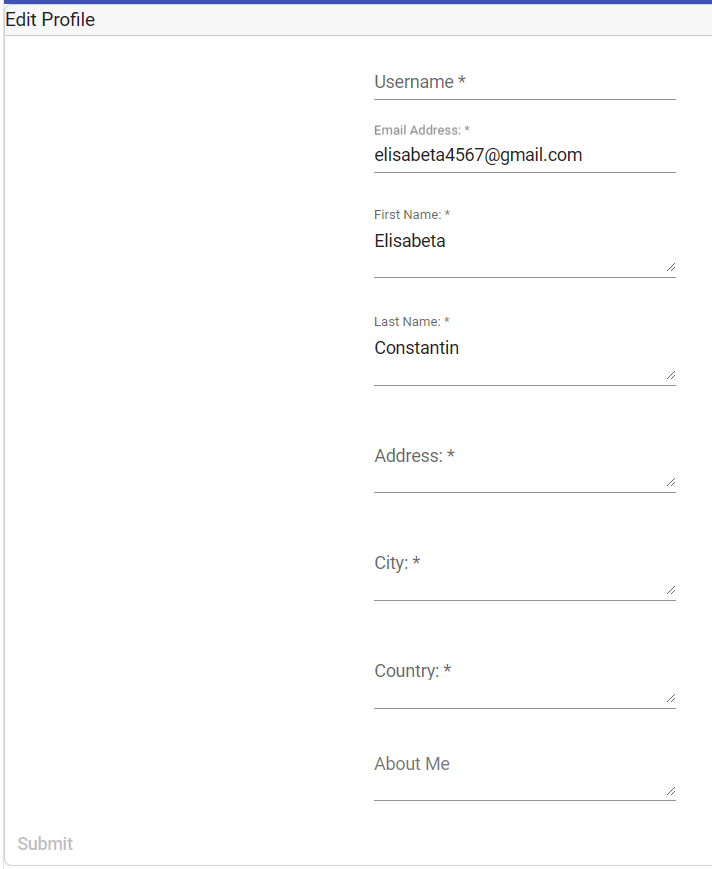 Edit Profile
Username *
Email Address: *
elisabeta4567@gmail.com
First Name: *
Elisabeta
Last Name: *
Constantin
Address: *
City: *
Country: *
About Me
Submit